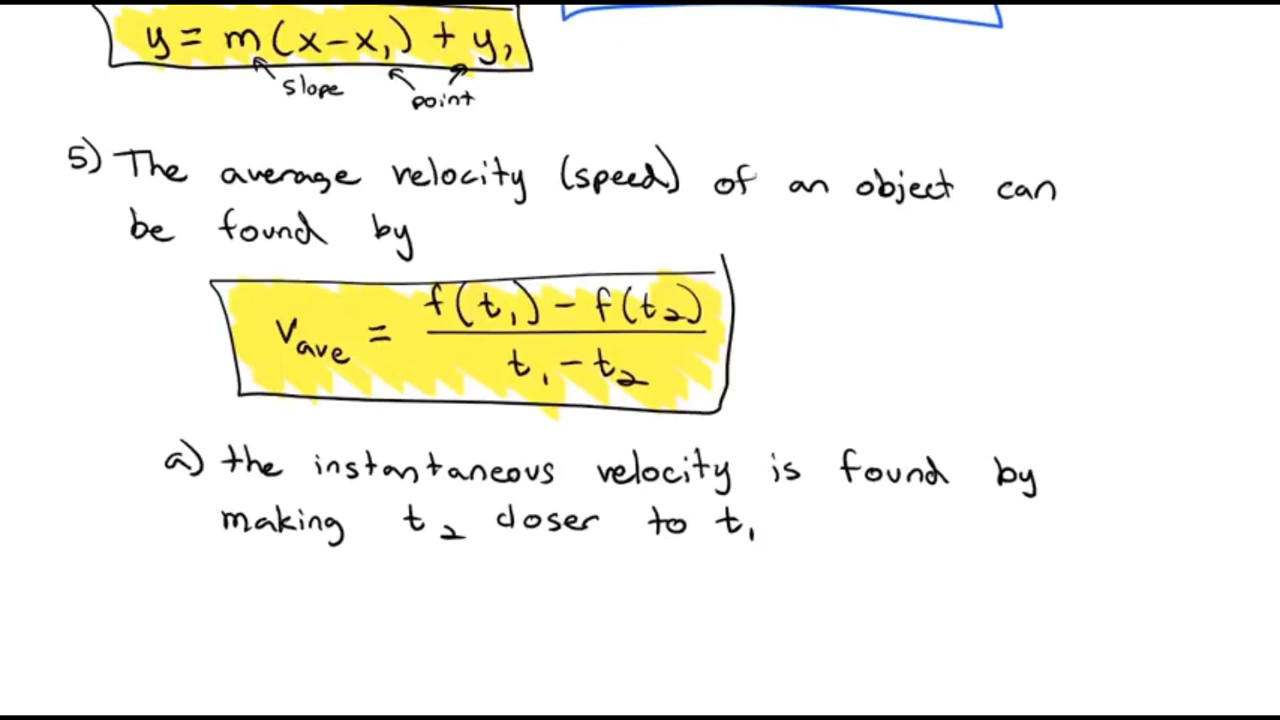 y = m(x-x₁) + y₁
slope
point
5) The average velocity (speed) of an object can
be found by
Vave = f(t₁) - f(t₂)
t₁ - t₂
a) the instantaneous velocity is found by
making t₂ closer to t₁